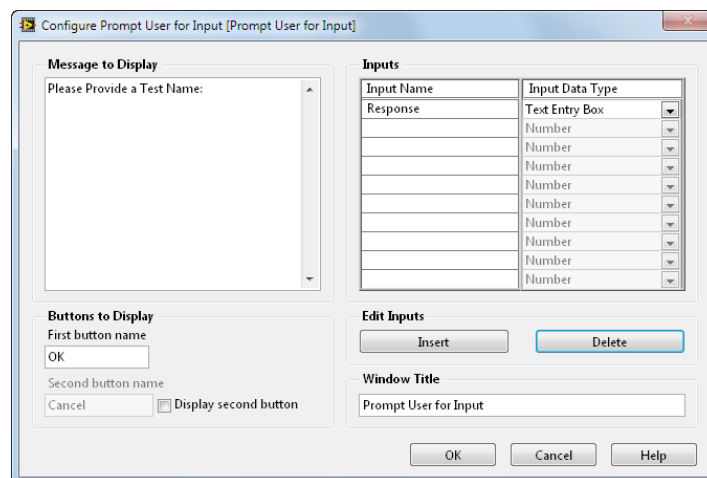 Configure Prompt User for Input [Prompt User for Input]
Message to Display
Please Provide a Test Name:
Inputs
Input Name Input Data Type
Response Text Entry Box
Number
Number
Number
Number
Number
Number
Number
Number
Number
Buttons to Display
First button name
OK
Second button name
Cancel Display second button
Edit Inputs
Insert Delete
Window Title
Prompt User for Input
OK Cancel Help